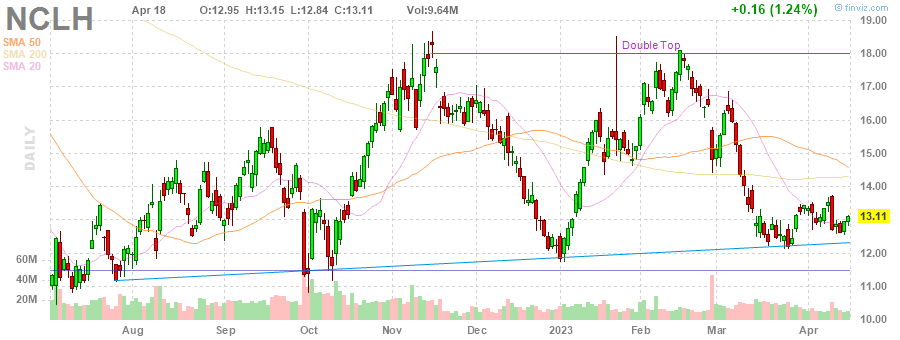 NCLH
Apr 18 O:12.95 H:13.15 L:12.84 C:13.11 Vol:9.64M +0.16 (1.24%)
© finviz.com
SMA 50
SMA 200
SMA 20
DAILY
Double Top
19.00
18.00
17.00
16.00
15.00
14.00
13.11
12.00
11.00
10.00
60M
40M
20M
Aug Sep Oct Nov Dec 2023 Feb Mar Apr